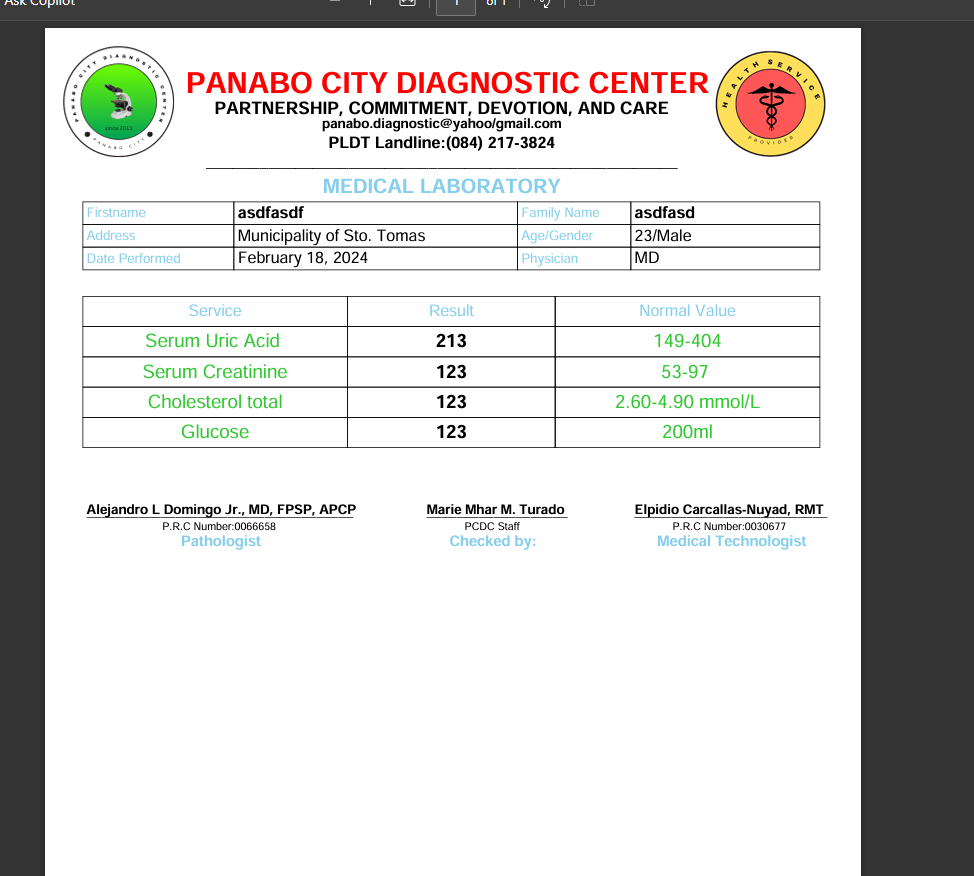 Ask Copilot
1 of 1
PANABO CITY DIAGNOSTIC CENTER
since 2013
PANABO CITY
PANABO CITY DIAGNOSTIC CENTER
PARTNERSHIP, COMMITMENT, DEVOTION, AND CARE
panabo.diagnostic@yahoo/gmail.com
PLDT Landline:(084) 217-3824
HEALTH SERVICE
PROVIDES
MEDICAL LABORATORY
Firstname asdfasdf Family Name asdfasd
Address Municipality of Sto. Tomas Age/Gender 23/Male
Date Performed February 18, 2024 Physician MD
Service Result Normal Value
Serum Uric Acid 213 149-404
Serum Creatinine 123 53-97
Cholesterol total 123 2.60-4.90 mmol/L
Glucose 123 200ml
Alejandro L Domingo Jr., MD, FPSP, APCP Marie Mhar M. Turado Elpidio Carcallas-Nuyad, RMT
P.R.C Number:0066658 PCDC Staff P.R.C Number:0030677
Pathologist Checked by: Medical Technologist